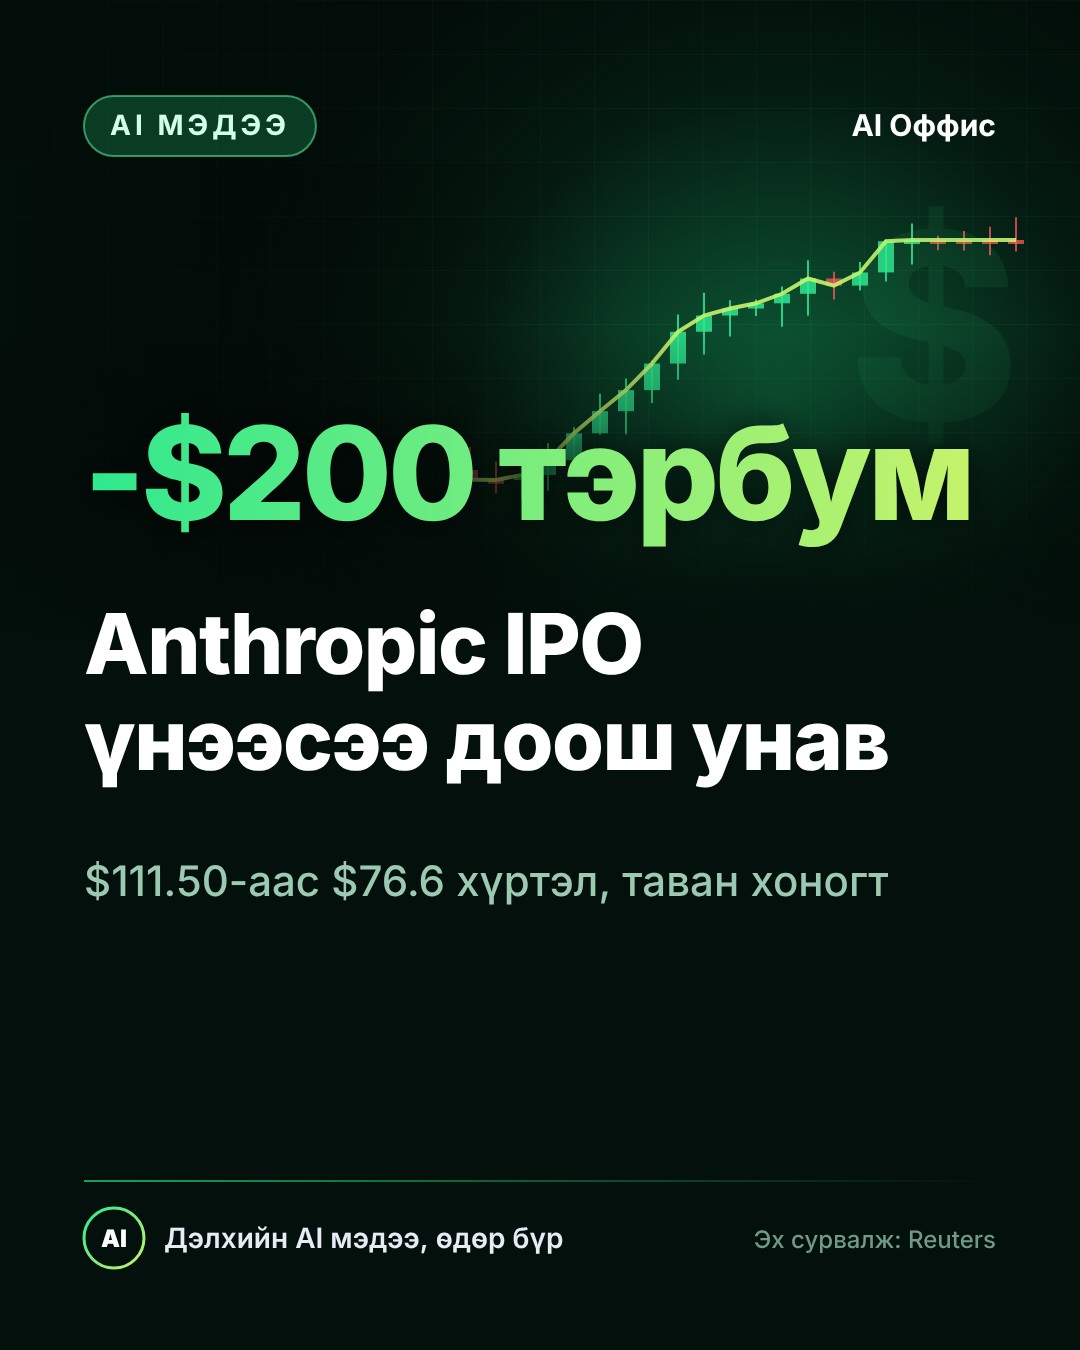 AI МЭДЭЭ
AI Оффис
$
-$200 тэрбум
Anthropic IPO
үнээсээ доош унав
$111.50-аас $76.6 хүртэл, таван хоногт
AI
Дэлхийн AI мэдээ, өдөр бүр
Эх сурвалж: Reuters